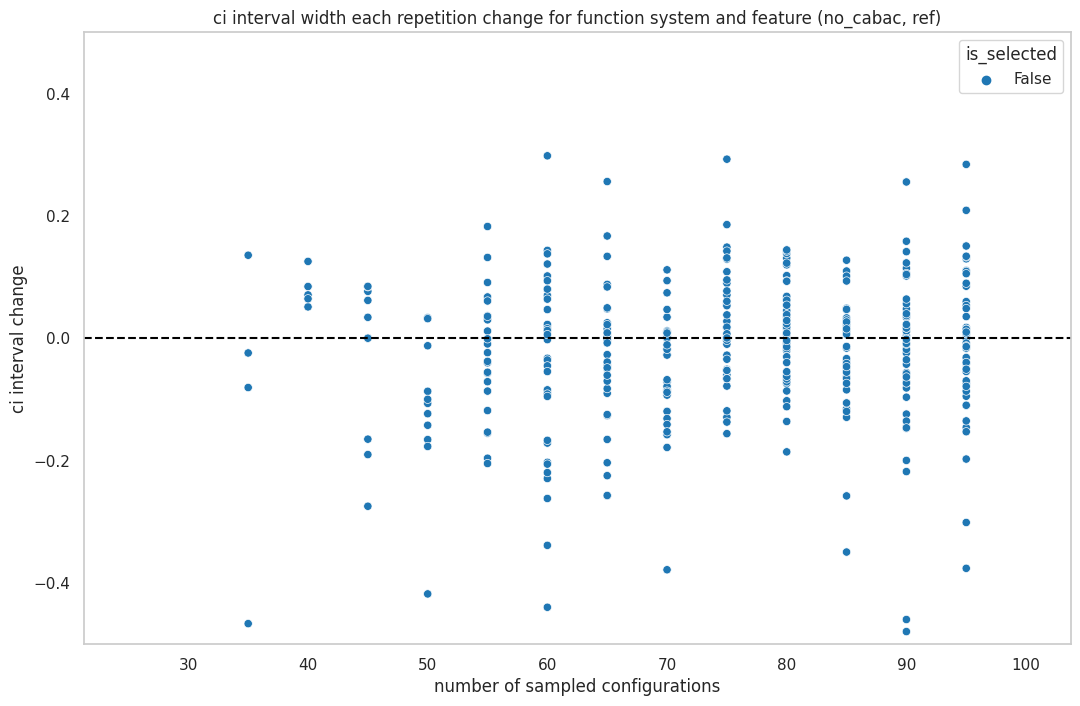 ci interval width each repetition change for function system and feature (no_cabac, ref)
is_selected
False
ci interval change
0.4
0.2
0.0
−0.2
−0.4
30 40 50 60 70 80 90 100
number of sampled configurations